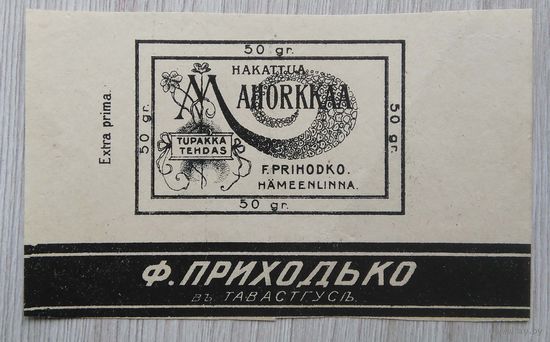 50 gr.
HAKATTUA
MAHORKKAA
Extra prima.
50 gr.
50 gr.
TUPAKKA
TEHDAS
F. PRIHODKO.
HÄMEENLINNA.
50 gr.
Ф. ПРИХОДЬКО
въ ТАВАСТГУСѢ.